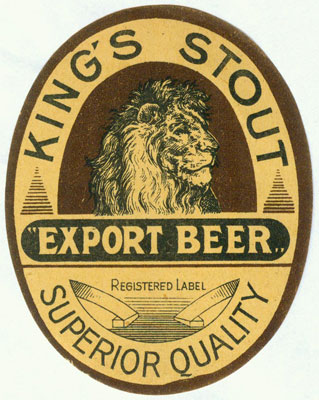 KING'S STOUT
"EXPORT BEER"
REGISTERED LABEL
SUPERIOR QUALITY